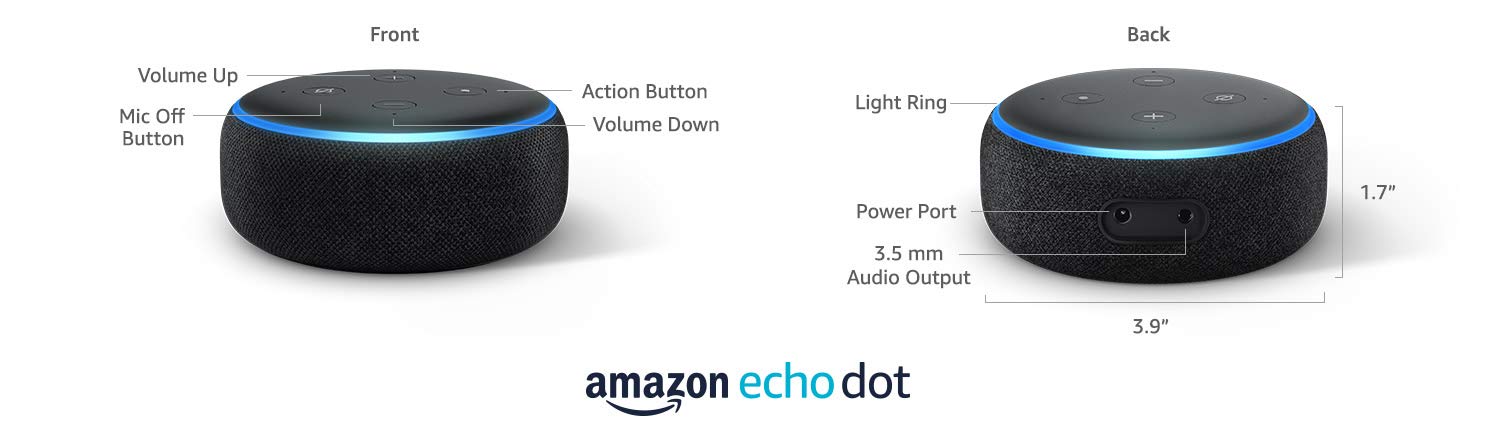 Front
Volume Up
Mic Off
Button
Action Button
Volume Down
Back
Light Ring
Power Port
3.5 mm
Audio Output
1.7”
3.9”
amazon echo dot